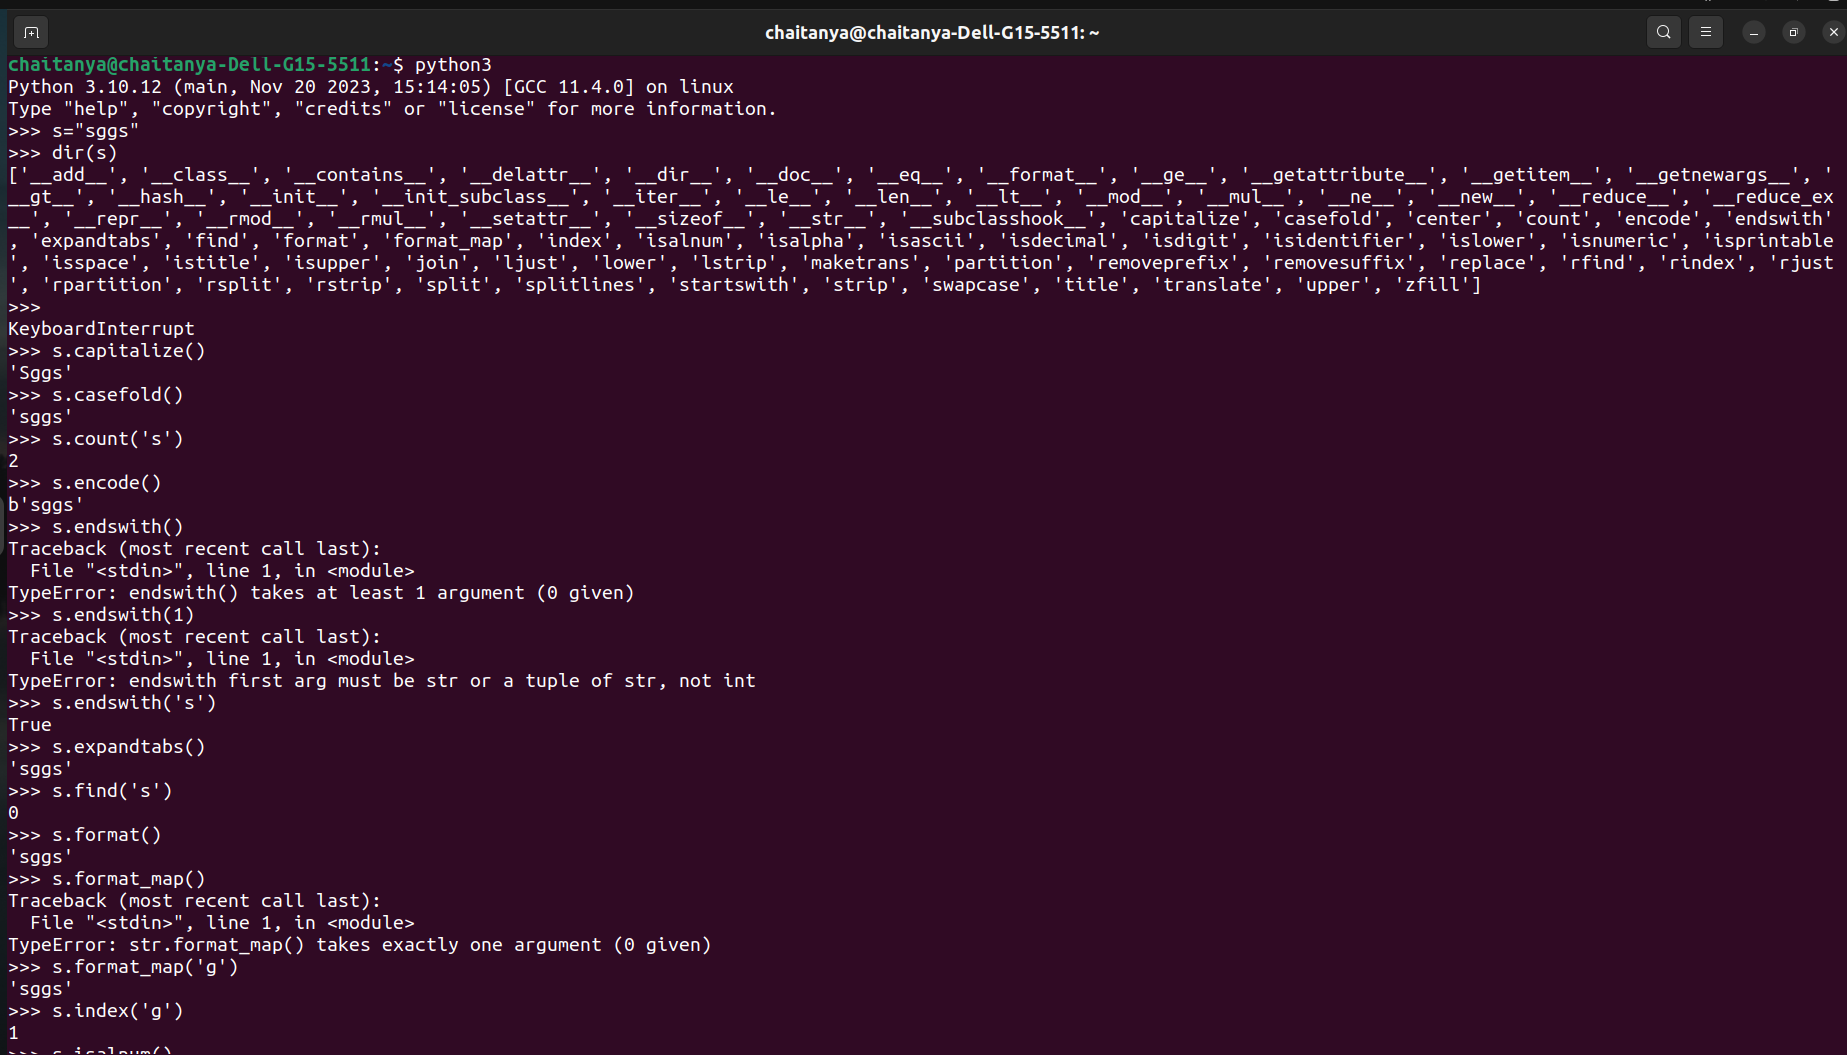 chaitanya@chaitanya-Dell-G15-5511: ~
chaitanya@chaitanya-Dell-G15-5511:~$ python3
Python 3.10.12 (main, Nov 20 2023, 15:14:05) [GCC 11.4.0] on linux
Type "help", "copyright", "credits" or "license" for more information.
>>> s="sggs"
>>> dir(s)
['__add__', '__class__', '__contains__', '__delattr__', '__dir__', '__doc__', '__eq__', '__format__', '__ge__', '__getattribute__', '__getitem__', '__getnewargs__', '
__gt__', '__hash__', '__init__', '__init_subclass__', '__iter__', '__le__', '__len__', '__lt__', '__mod__', '__mul__', '__ne__', '__new__', '__reduce__', '__reduce_ex
__', '__repr__', '__rmod__', '__rmul__', '__setattr__', '__sizeof__', '__str__', '__subclasshook__', 'capitalize', 'casefold', 'center', 'count', 'encode', 'endswith'
, 'expandtabs', 'find', 'format', 'format_map', 'index', 'isalnum', 'isalpha', 'isascii', 'isdecimal', 'isdigit', 'isidentifier', 'islower', 'isnumeric', 'isprintable
', 'isspace', 'istitle', 'isupper', 'join', 'ljust', 'lower', 'lstrip', 'maketrans', 'partition', 'removeprefix', 'removesuffix', 'replace', 'rfind', 'rindex', 'rjust
', 'rpartition', 'rsplit', 'rstrip', 'split', 'splitlines', 'startswith', 'strip', 'swapcase', 'title', 'translate', 'upper', 'zfill']
>>>
KeyboardInterrupt
>>> s.capitalize()
'Sggs'
>>> s.casefold()
'sggs'
>>> s.count('s')
2
>>> s.encode()
b'sggs'
>>> s.endswith()
Traceback (most recent call last):
  File "<stdin>", line 1, in <module>
TypeError: endswith() takes at least 1 argument (0 given)
>>> s.endswith(1)
Traceback (most recent call last):
  File "<stdin>", line 1, in <module>
TypeError: endswith first arg must be str or a tuple of str, not int
>>> s.endswith('s')
True
>>> s.expandtabs()
'sggs'
>>> s.find('s')
0
>>> s.format()
'sggs'
>>> s.format_map()
Traceback (most recent call last):
  File "<stdin>", line 1, in <module>
TypeError: str.format_map() takes exactly one argument (0 given)
>>> s.format_map('g')
'sggs'
>>> s.index('g')
1
>>> s.isalnum()